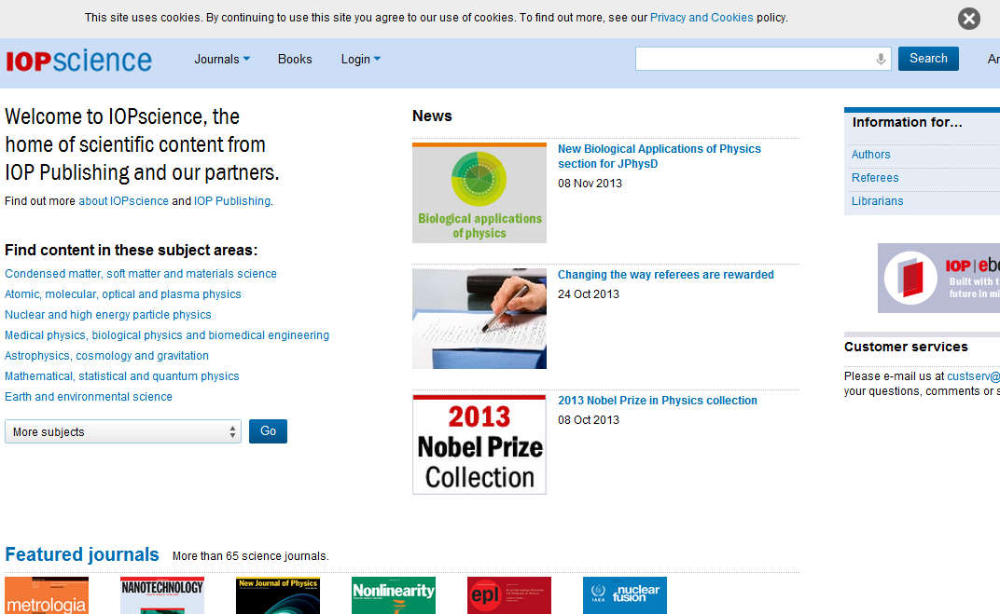 This site uses cookies. By continuing to use this site you agree to our use of cookies. To find out more, see our Privacy and Cookies policy.
IOPscience
Journals
Books
Login
Search
Welcome to IOPscience, the
home of scientific content from
IOP Publishing and our partners.
Find out more about IOPscience and IOP Publishing.
Find content in these subject areas:
Condensed matter, soft matter and materials science
Atomic, molecular, optical and plasma physics
Nuclear and high energy particle physics
Medical physics, biological physics and biomedical engineering
Astrophysics, cosmology and gravitation
Mathematical, statistical and quantum physics
Earth and environmental science
More subjects
Go
News
Biological applications
of physics
New Biological Applications of Physics
section for JPhysD
08 Nov 2013
Changing the way referees are rewarded
24 Oct 2013
2013
Nobel Prize
Collection
2013 Nobel Prize in Physics collection
08 Oct 2013
Information for...
Authors
Referees
Librarians
IOP
Built with
future in
Customer services
Please e-mail us at custserv@
your questions, comments or
Featured journals
More than 65 science journals.
metrologia
NANOTECHNOLOGY
New Journal of Physics
Nonlinearity
epl
IAEA
nuclear
fusion